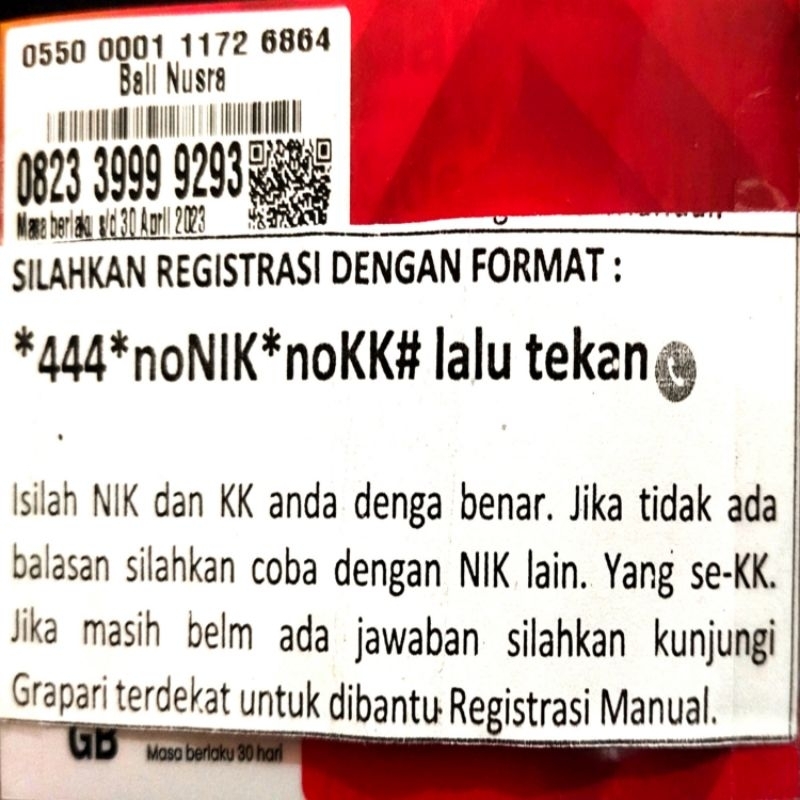 0550 0001 1172 6864
Bali Nusra
0823 3999 9293
Masa berlaku s/d 30 April 2023
SILAHKAN REGISTRASI DENGAN FORMAT :
*444*noNIK*noKK# lalu tekan
Isilah NIK dan KK anda denga benar. Jika tidak ada
balasan silahkan coba dengan NIK lain. Yang se-KK.
Jika masih belm ada jawaban silahkan kunjungi
Grapari terdekat untuk dibantu Registrasi Manual.
GB Masa berlaku 30 hari